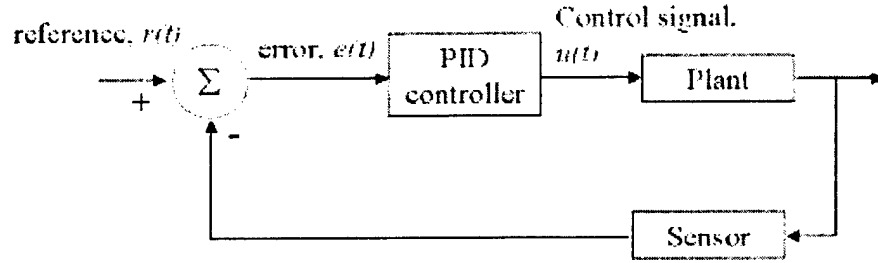 reference, r(t)
+
Σ
-
error, e(t)
PID
controller
Control signal,
u(t)
Plant
Sensor